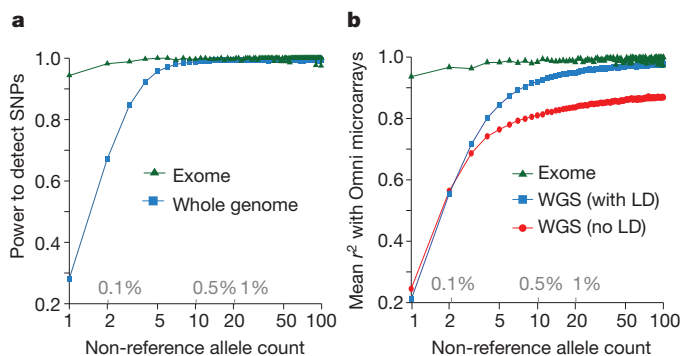 a
Power to detect SNPs
1.0
0.8
0.6
0.4
0.2
Exome
Whole genome
0.1% 0.5% 1%
1 2 5 10 20 50 100
Non-reference allele count
b
Mean r² with Omni microarrays
1.0
0.8
0.6
0.4
0.2
Exome
WGS (with LD)
WGS (no LD)
0.1% 0.5% 1%
1 2 5 10 20 50 100
Non-reference allele count